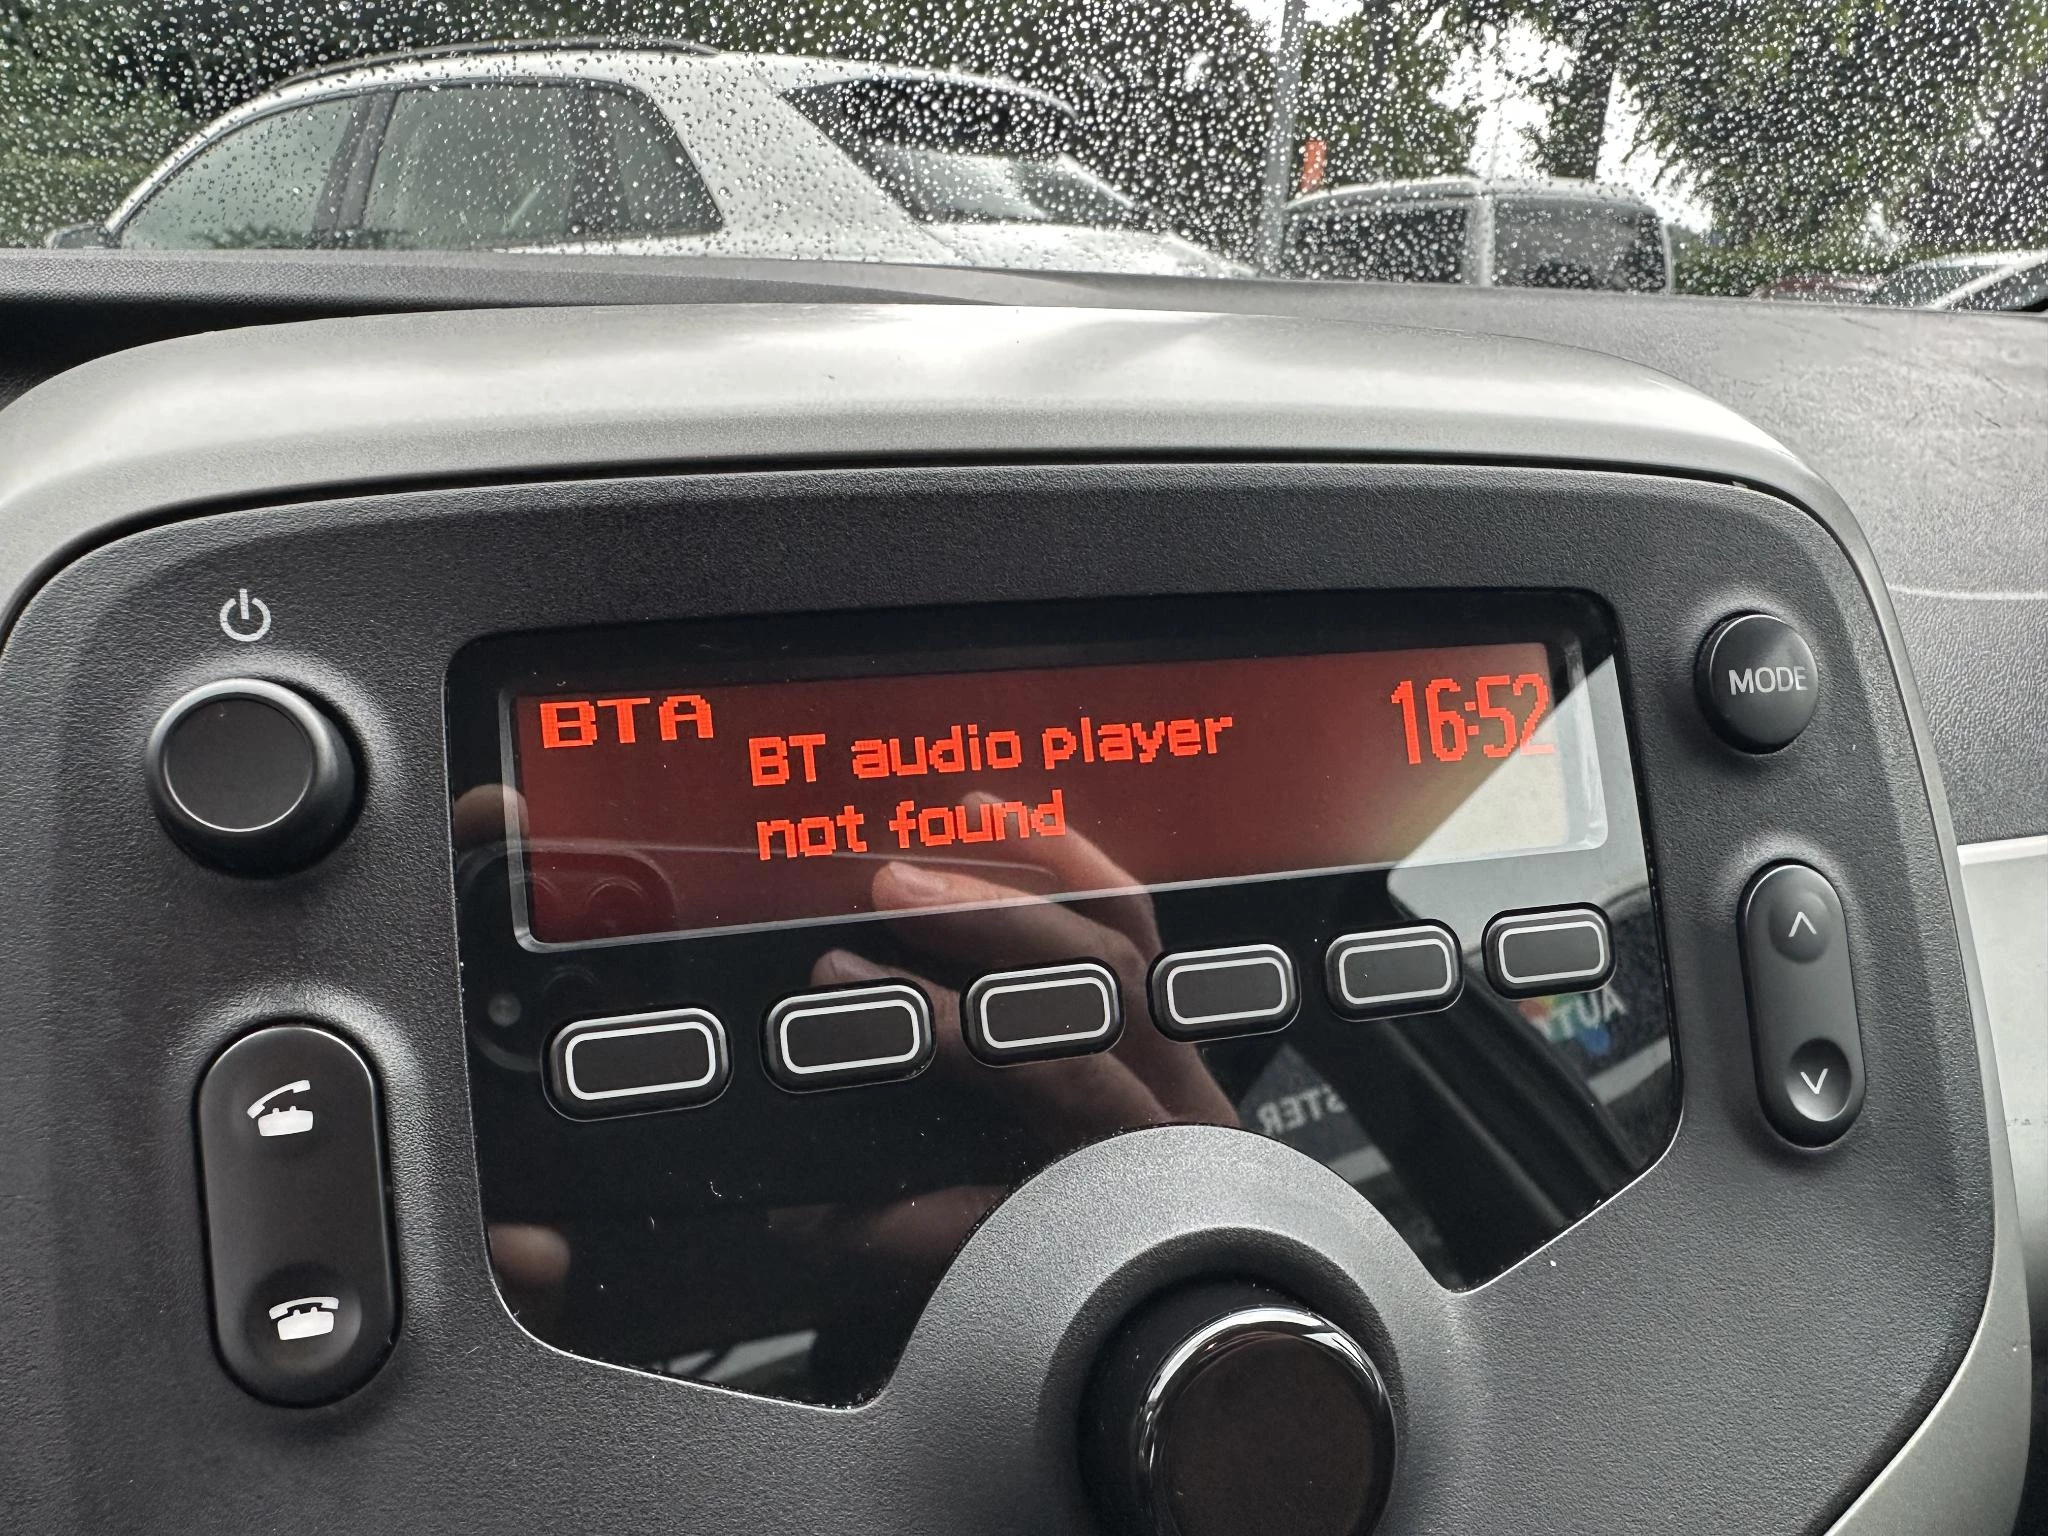 BTA
BT audio player
not found
16:52
MODE